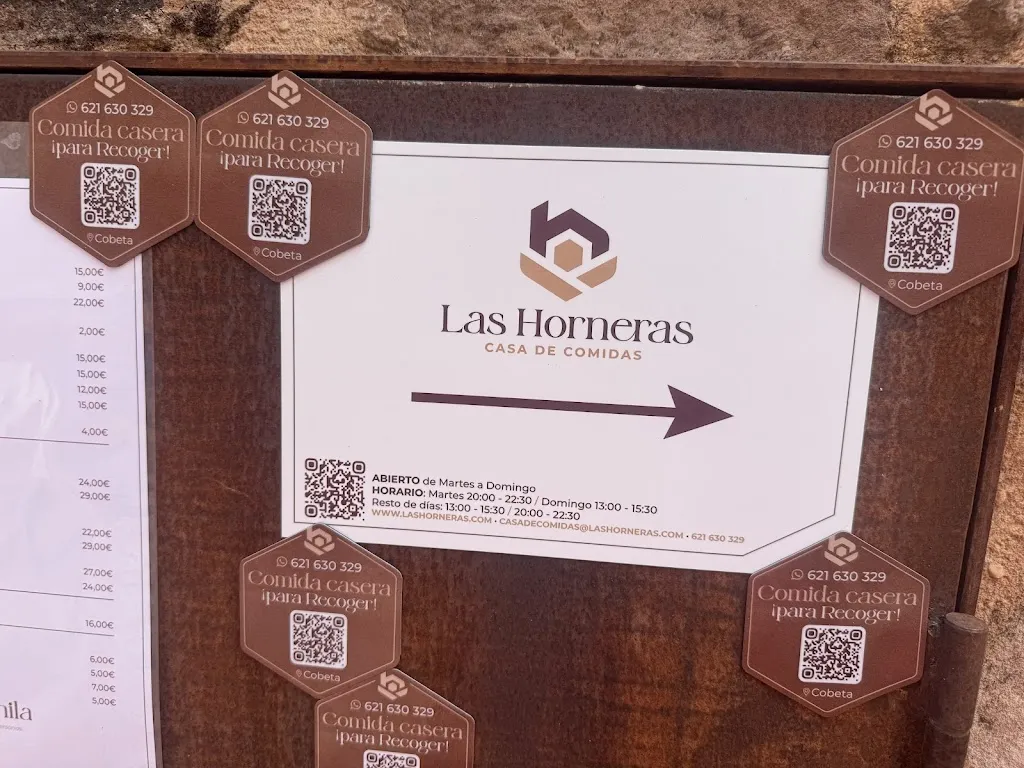 621 630 329
Comida casera
¡para Recoger!
Cobeta
621 630 329
Comida casera
¡para Recoger!
Cobeta
621 630 329
Comida casera
¡para Recoger!
Cobeta
15,00€
9,00€
22,00€
2,00€
15,00€
15,00€
12,00€
15,00€
4,00€
24,00€
29,00€
22,00€
29,00€
27,00€
24,00€
16,00€
6,00€
5,00€
7,00€
5,00€
Las Horneras
CASA DE COMIDAS
ABIERTO de Martes a Domingo
HORARIO: Martes 20:00 - 22:30 / Domingo 13:00 - 15:30
Resto de días: 13:00 - 15:30 / 20:00 - 22:30
WWW.LASHORNERAS.COM • CASADECOMIDAS@LASHORNERAS.COM • 621 630 329
621 630 329
Comida casera
¡para Recoger!
Cobeta
621 630 329
Comida casera
¡para Recoger!
Cobeta
621 630 329
Comida casera
¡para Recoger!